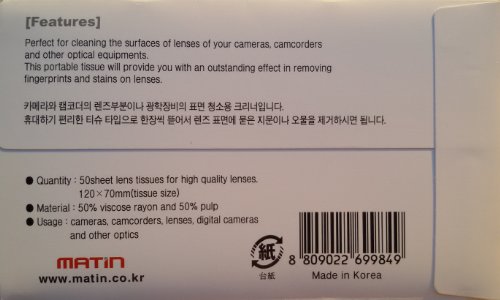 [Features]
Perfect for cleaning the surfaces of lenses of your cameras, camcorders
and other optical equipments.
This portable tissue will provide you with an outstanding effect in removing
fingerprints and stains on lenses.
카메라와 캠코더의 렌즈부분이나 광학장비의 표면 청소용 크리너입니다.
휴대하기 편리한 티슈 타입으로 한장씩 뜯어서 렌즈 표면에 묻은 지문이나 오물을 제거하시면 됩니다.
● Quantity : 50sheet lens tissues for high quality lenses.
120×70mm(tissue size)
● Material : 50% viscose rayon and 50% pulp
● Usage : cameras, camcorders, lenses, digital cameras
and other optics
MATIN
www.matin.co.kr
紙
台紙
8 809022 699849
Made in Korea